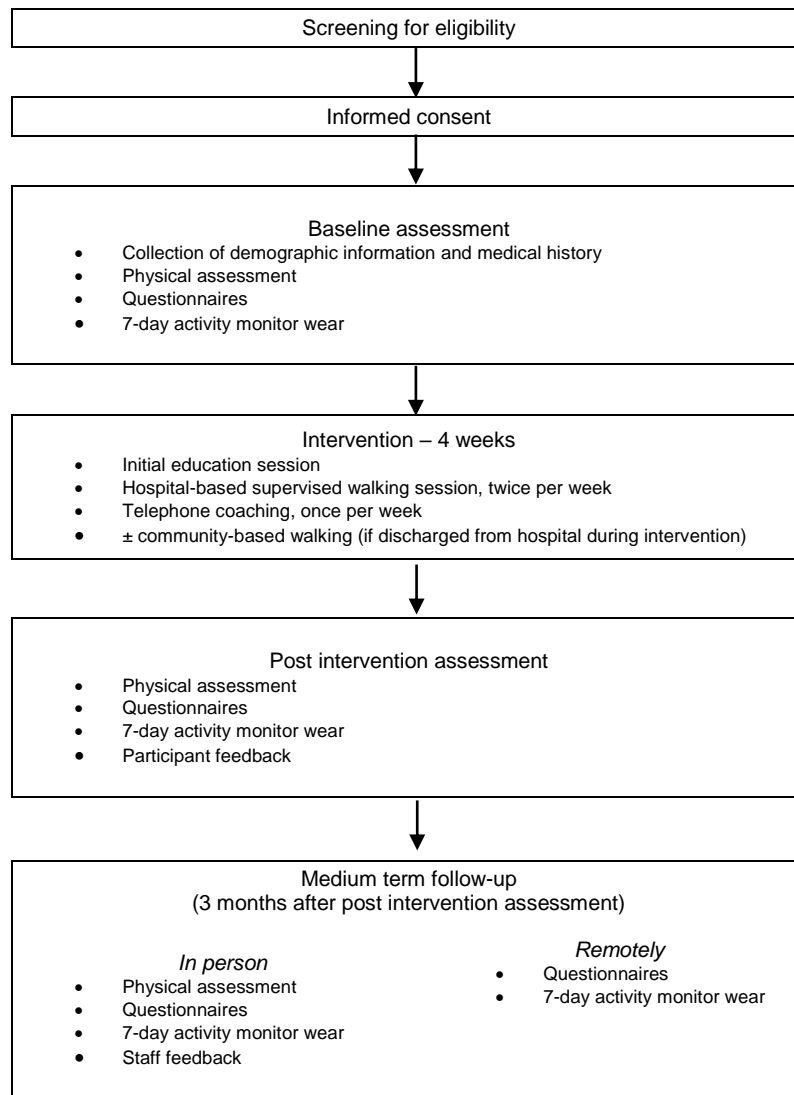 Screening for eligibility
Informed consent
Baseline assessment
• Collection of demographic information and medical history
• Physical assessment
• Questionnaires
• 7-day activity monitor wear
Intervention – 4 weeks
• Initial education session
• Hospital-based supervised walking session, twice per week
• Telephone coaching, once per week
• ± community-based walking (if discharged from hospital during intervention)
Post intervention assessment
• Physical assessment
• Questionnaires
• 7-day activity monitor wear
• Participant feedback
Medium term follow-up
(3 months after post intervention assessment)
In person
• Physical assessment
• Questionnaires
• 7-day activity monitor wear
• Staff feedback
Remotely
• Questionnaires
• 7-day activity monitor wear